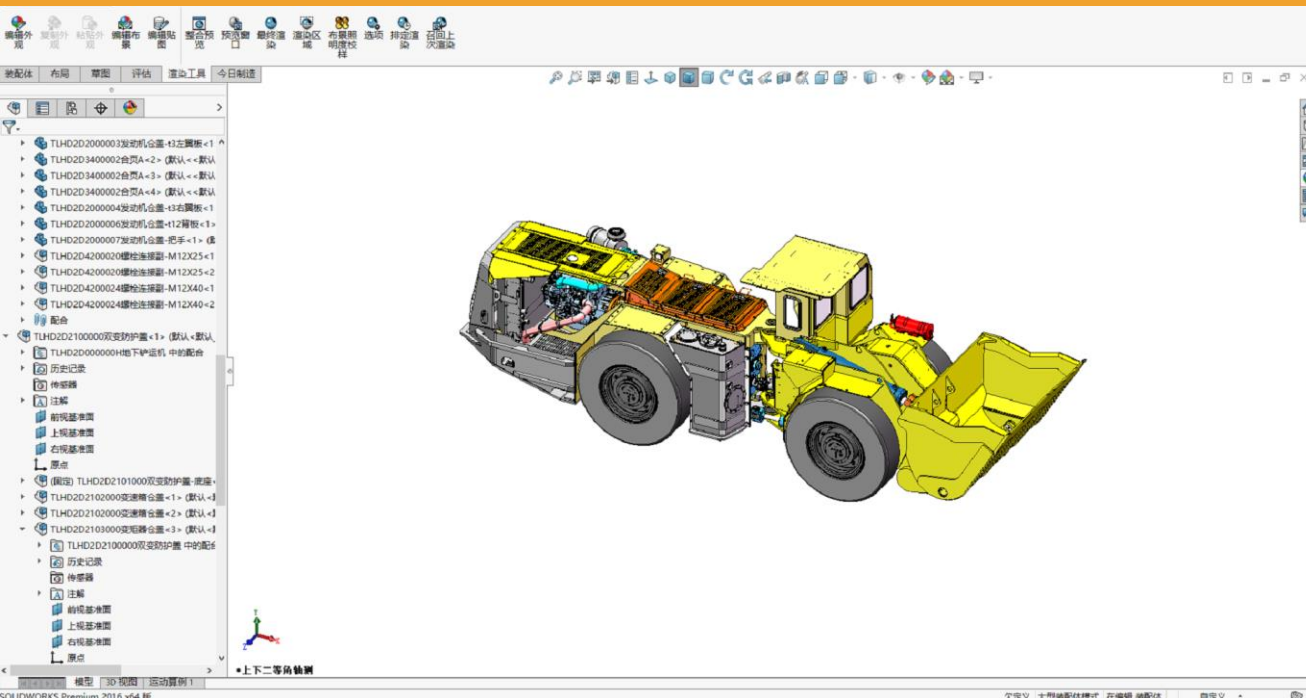 编辑外观
复制外观
粘贴外观
编辑布景
编辑贴图
整合预览
预览窗口
最终渲染
渲染区域
布景照明度校样
选项
排定渲染
召回上次渲染
装配体 布局 草图 评估 渲染工具 今日制造
TLHD2D2000003发动机仓盖-t3左翼板<1
TLHD2D3400002合页A<2> (默认<<默认
TLHD2D3400002合页A<3> (默认<<默认
TLHD2D3400002合页A<4> (默认<<默认
TLHD2D2000004发动机仓盖-t3右翼板<1
TLHD2D2000006发动机仓盖-t12背板<1>
TLHD2D2000007发动机仓盖-把手<1> (默
TLHD2D4200020螺栓连接副-M12X25<1
TLHD2D4200020螺栓连接副-M12X25<2
TLHD2D4200024螺栓连接副-M12X40<1
TLHD2D4200024螺栓连接副-M12X40<2
配合
TLHD2D2100000双变防护盖<1> (默认<默认_
TLHD2D000000H地下铲运机 中的配合
历史记录
传感器
注解
前视基准面
上视基准面
右视基准面
原点
(固定) TLHD2D2101000双变防护盖-底座<
TLHD2D2102000变速箱仓盖<1> (默认<
TLHD2D2102000变速箱仓盖<2> (默认<
TLHD2D2103000变矩器仓盖<3> (默认<
TLHD2D2100000双变防护盖 中的配合
历史记录
传感器
注解
前视基准面
上视基准面
右视基准面
原点
Y
X
Z
*上下二等角轴测
模型 3D 视图 运动算例 1
SOLIDWORKS Premium 2016 x64 版
欠定义 大型装配体模式 在编辑 装配体 自定义